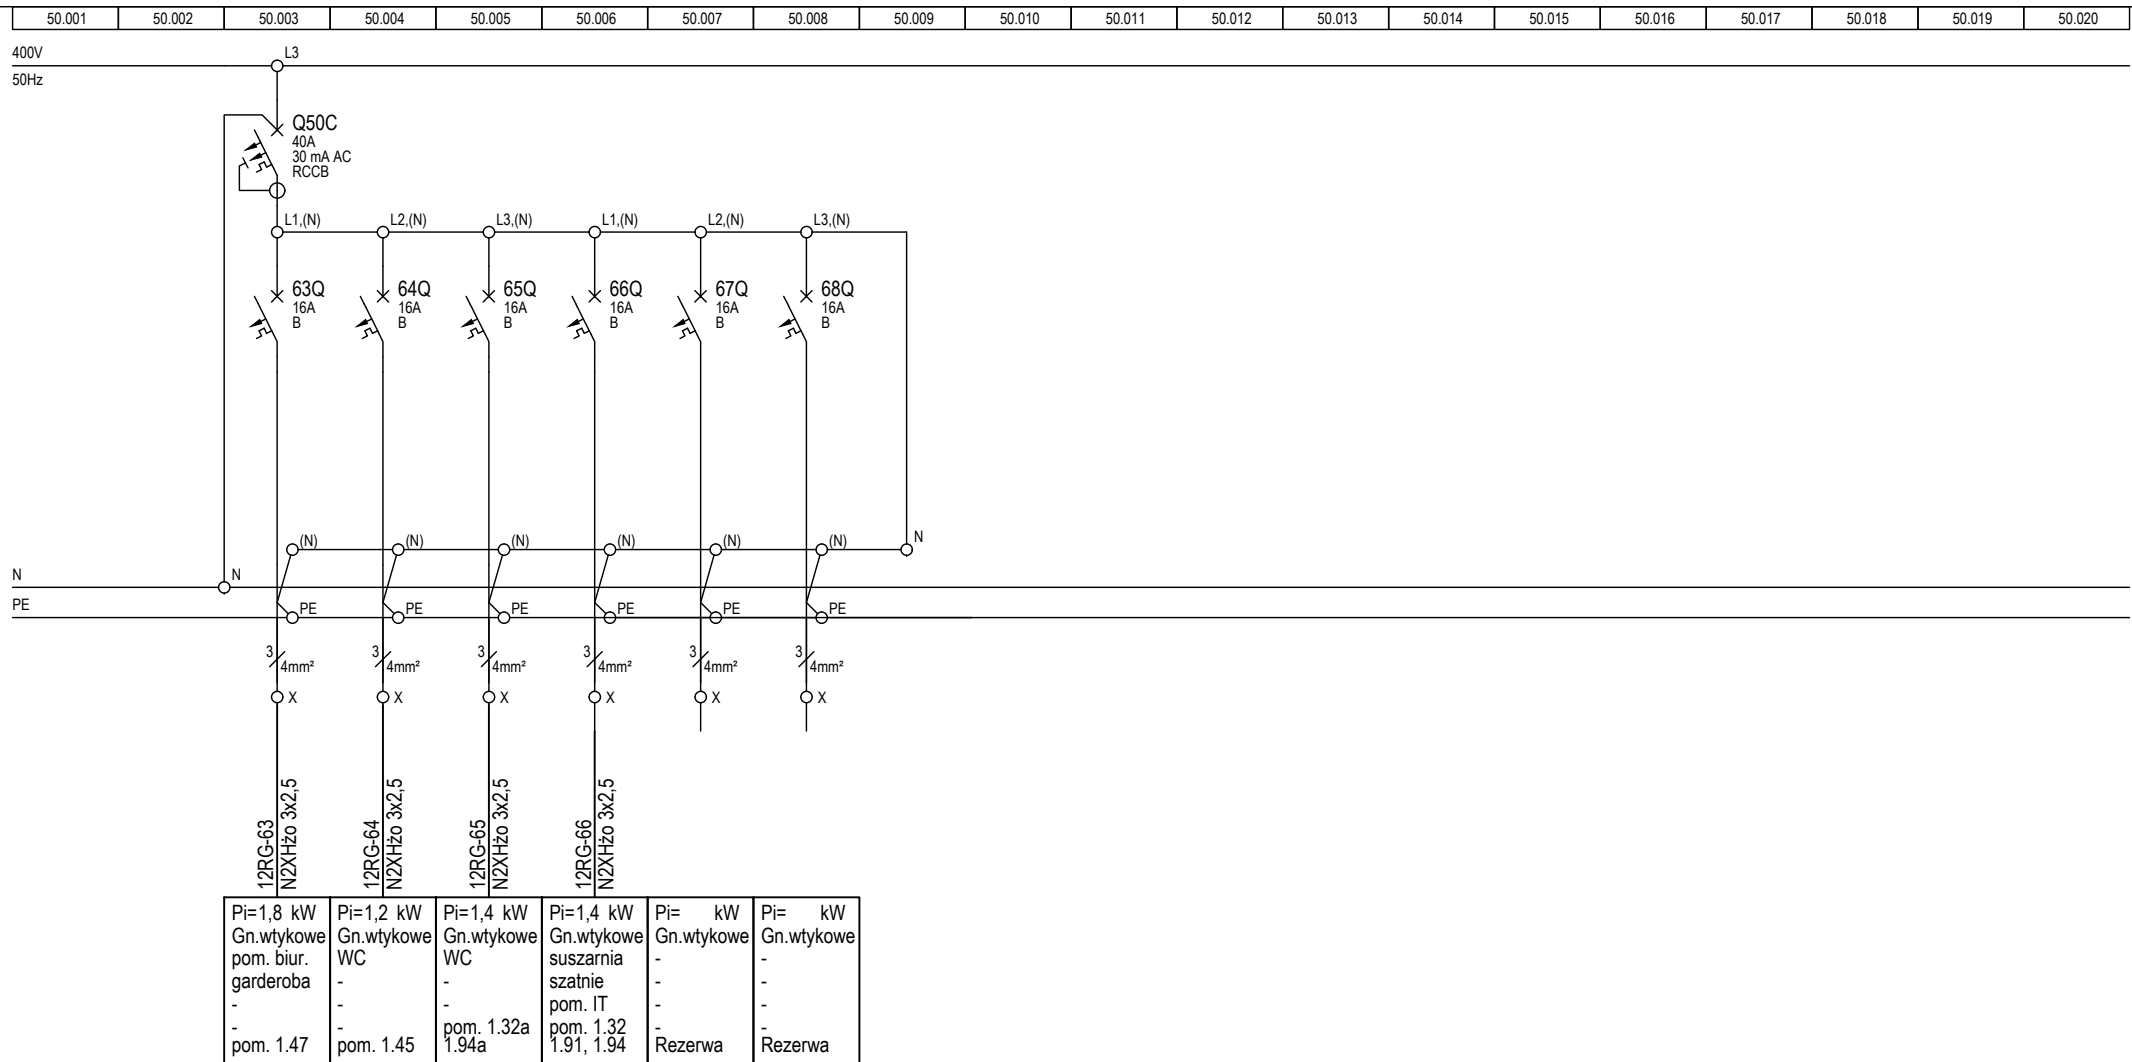 50.001 50.002 50.003 50.004 50.005 50.006 50.007 50.008 50.009 50.010 50.011 50.012 50.013 50.014 50.015 50.016 50.017 50.018 50.019 50.020
400V
L3
50Hz
Q50C
40A
30 mA AC
RCCB
L1,(N) L2,(N) L3,(N) L1,(N) L2,(N) L3,(N)
63Q
16A
B
64Q
16A
B
65Q
16A
B
66Q
16A
B
67Q
16A
B
68Q
16A
B
(N) (N) (N) (N) (N) (N) N
N N
PE PE PE PE PE PE PE
3 4mm² 3 4mm² 3 4mm² 3 4mm² 3 4mm² 3 4mm²
X X X X X X
12RG-63
N2XHżo 3x2,5
12RG-64
N2XHżo 3x2,5
12RG-65
N2XHżo 3x2,5
12RG-66
N2XHżo 3x2,5
Pi=1,8 kW
Gn.wtykowe
pom. biur.
garderoba
-
-
pom. 1.47
Pi=1,2 kW
Gn.wtykowe
WC
-
-
-
pom. 1.45
Pi=1,4 kW
Gn.wtykowe
WC
-
-
pom. 1.32a
1.94a
Pi=1,4 kW
Gn.wtykowe
suszarnia
szatnie
pom. IT
pom. 1.32
1.91, 1.94
Pi= kW
Gn.wtykowe
-
-
-
-
Rezerwa
Pi= kW
Gn.wtykowe
-
-
-
-
Rezerwa